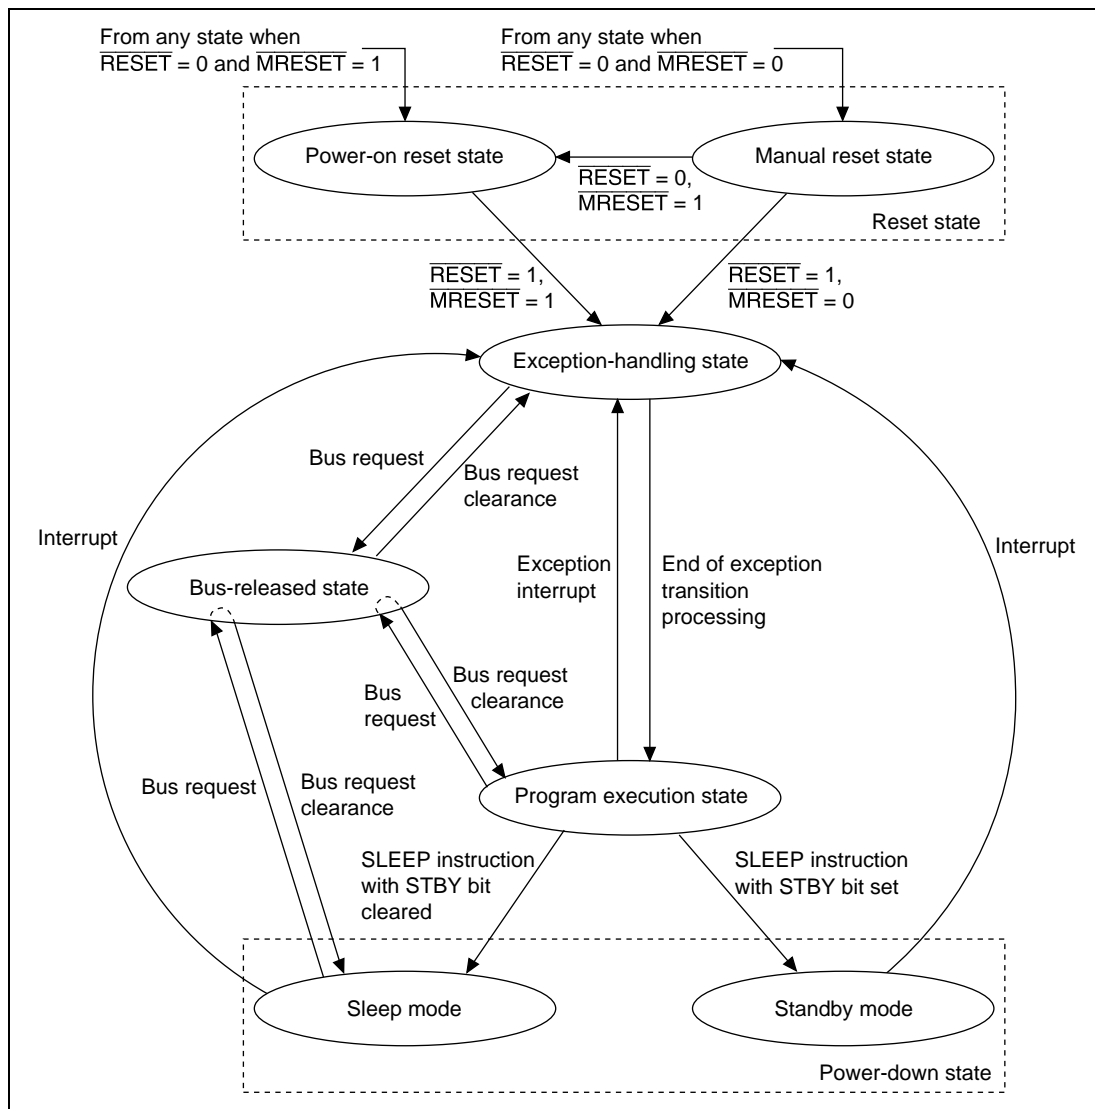 From any state when
RESET = 0 and MRESET = 1
From any state when
RESET = 0 and MRESET = 0
Power-on reset state
Manual reset state
RESET = 0,
MRESET = 1
Reset state
RESET = 1,
MRESET = 1
RESET = 1,
MRESET = 0
Exception-handling state
Bus request
Bus request
clearance
Interrupt
Interrupt
Exception
interrupt
End of exception
transition
processing
Bus-released state
Bus request
clearance
Bus
request
Bus request
Bus request
clearance
Program execution state
SLEEP instruction
with STBY bit
cleared
SLEEP instruction
with STBY bit set
Sleep mode
Standby mode
Power-down state